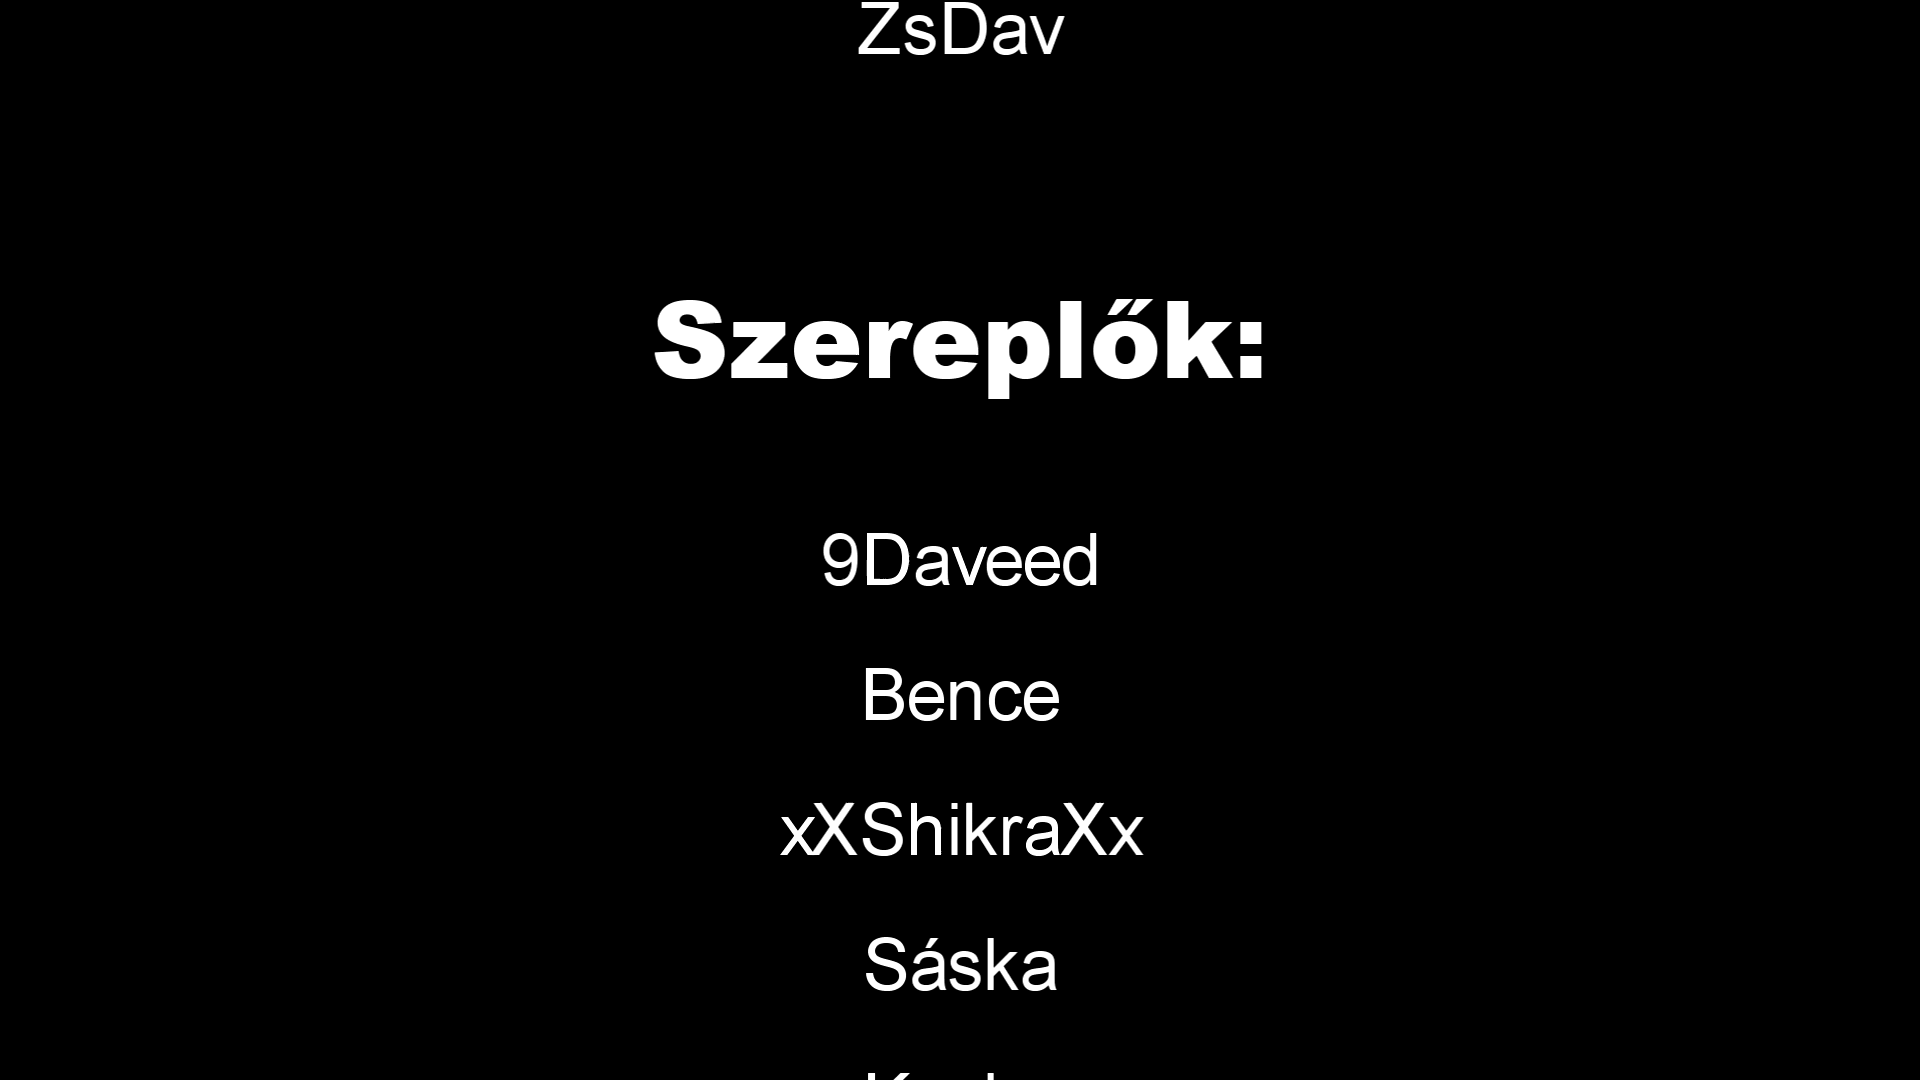 ZsDav
Szereplők:
9Daveed
Bence
xXShikraXx
Sáska